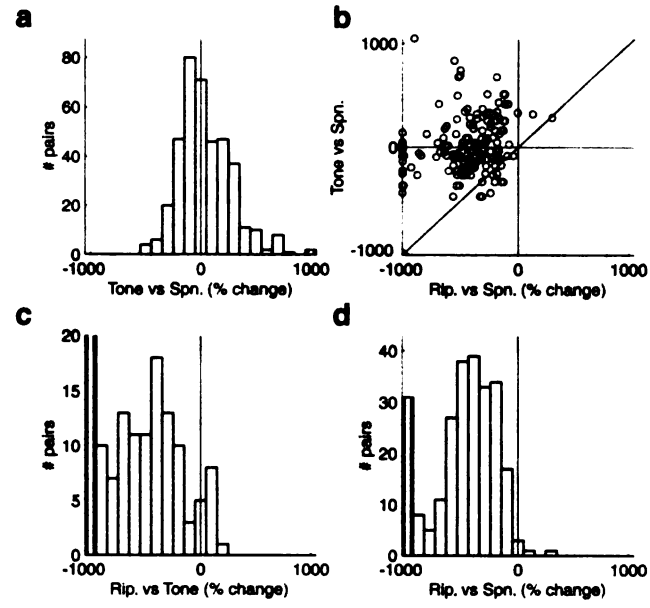 a
80
60
40
20
0
# pairs
-1000
0
1000
Tone vs Spn. (% change)
b
1000
0
-1000
Tone vs Spn.
-1000
0
1000
Rip. vs Spn. (% change)
c
20
15
10
5
0
# pairs
-1000
0
1000
Rip. vs Tone (% change)
d
40
30
20
10
0
# pairs
-1000
0
1000
Rip. vs Spn. (% change)